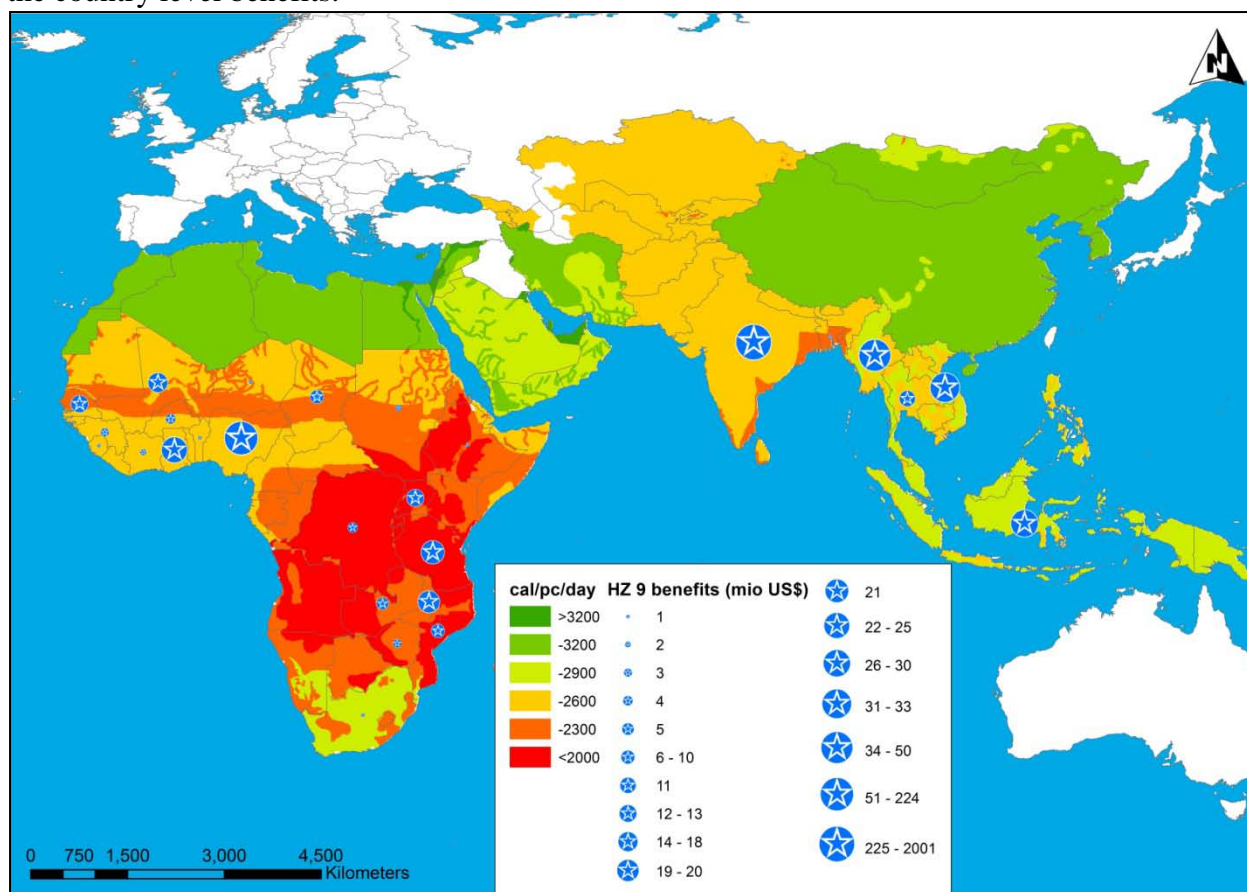 the country level benefits.
N
cal/pc/day HZ 9 benefits (mio US$)
>3200
-3200
-2900
-2600
-2300
<2000
1
2
3
4
5
6 - 10
11
12 - 13
14 - 18
19 - 20
21
22 - 25
26 - 30
31 - 33
34 - 50
51 - 224
225 - 2001
0 750 1,500 3,000 4,500
Kilometers